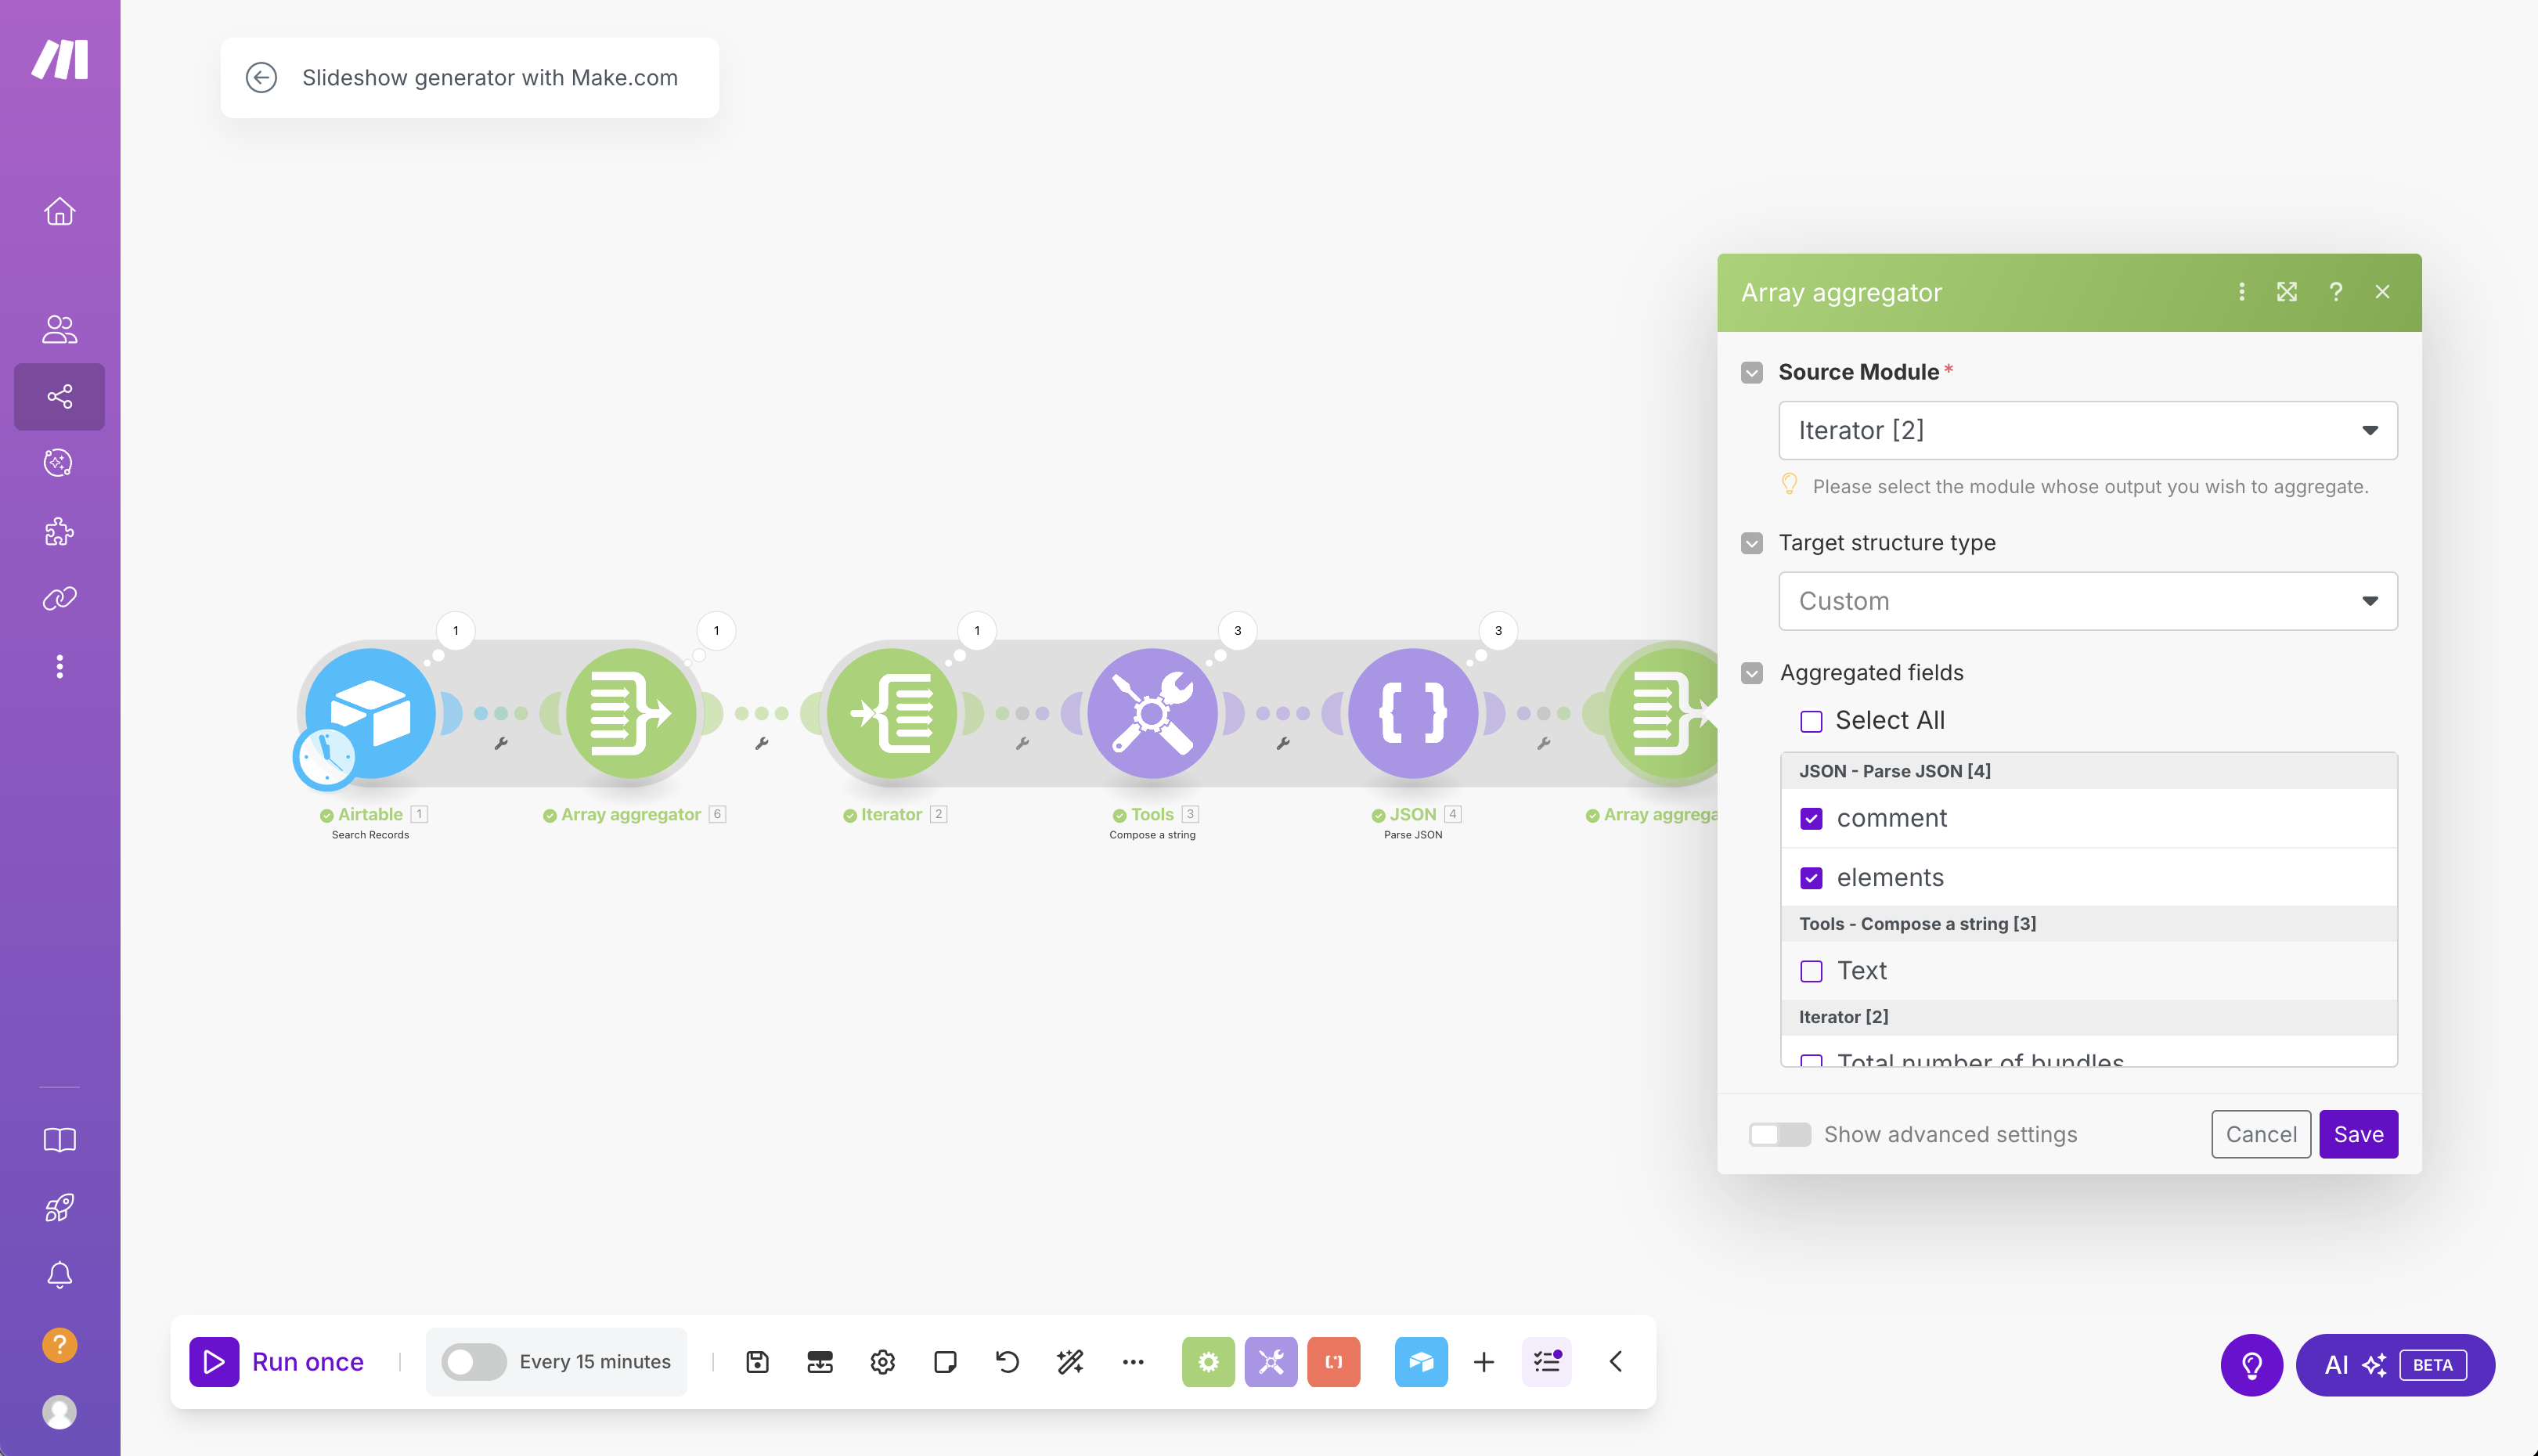 Slideshow generator with Make.com
Array aggregator
?
Source Module*
Iterator [2]
Please select the module whose output you wish to aggregate.
Target structure type
Custom
Aggregated fields
Select All
JSON - Parse JSON [4]
comment
elements
Tools - Compose a string [3]
Text
Iterator [2]
Total number of bundles
Show advanced settings
Cancel
Save
1
1
1
3
3
Airtable 1
Search Records
Array aggregator 6
Iterator 2
Tools 3
Compose a string
JSON 4
Parse JSON
Array aggrega
?
Run once
Every 15 minutes
AI BETA